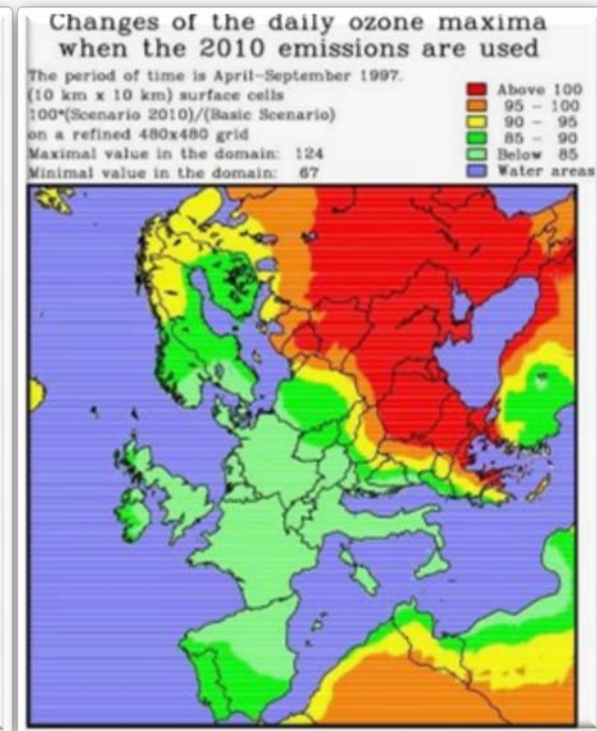 Changes of the daily ozone maxima
when the 2010 emissions are used
The period of time is April-September 1997.
(10 km x 10 km) surface cells
100*(Scenario 2010)/(Basic Scenario)
on a refined 480x480 grid
Maximal value in the domain: 124
Minimal value in the domain: 67
Above 100
95 - 100
90 - 95
85 - 90
Below 85
Water areas